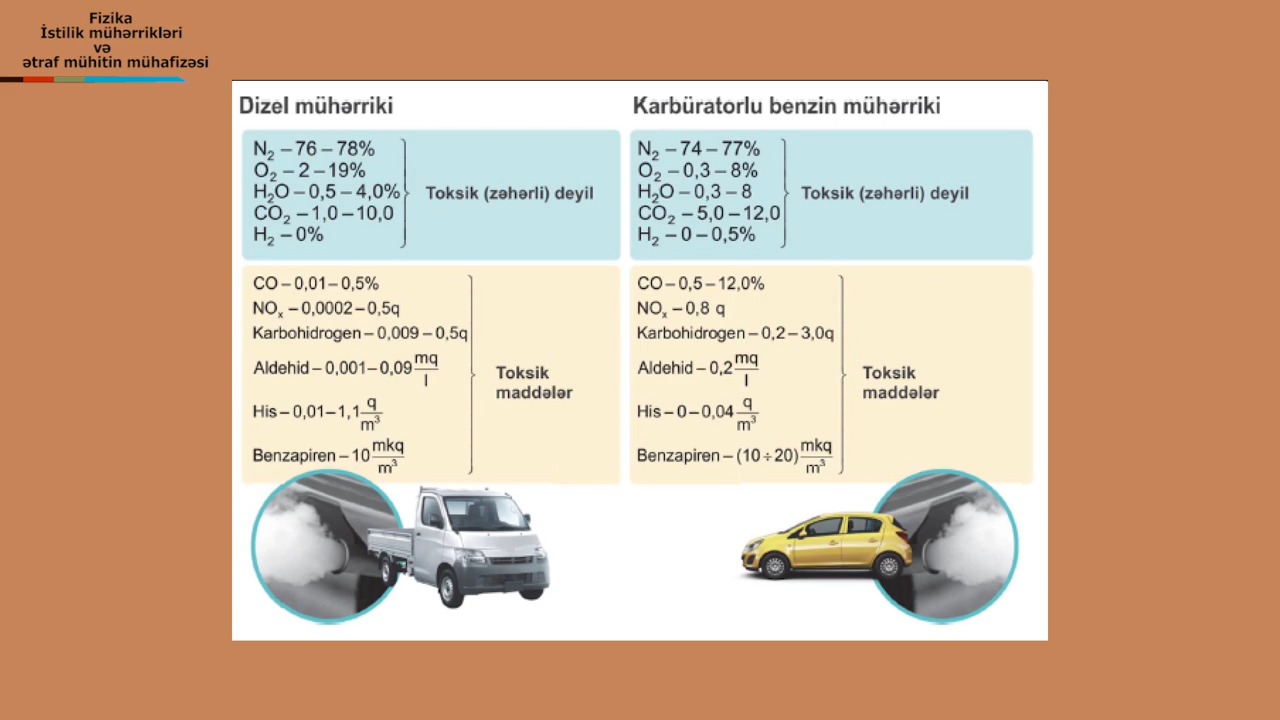 Fizika
İstilik mühərrikləri
və
ətraf mühitin mühafizəsi
Dizel mühərriki
N₂ – 76 – 78%
O₂ – 2 – 19%
H₂O – 0,5 – 4,0%
CO₂ – 1,0 – 10,0
H₂ – 0%
Toksik (zəhərli) deyil
CO – 0,01 – 0,5%
NOₓ – 0,0002 – 0,5q
Karbohidrogen – 0,009 – 0,5q
Aldehid – 0,001 – 0,09 mq/l
His – 0,01 – 1,1 q/m³
Benzapiren – 10 mkq/m³
Toksik
maddələr
Karbüratorlu benzin mühərriki
N₂ – 74 – 77%
O₂ – 0,3 – 8%
H₂O – 0,3 – 8
CO₂ – 5,0 – 12,0
H₂ – 0 – 0,5%
Toksik (zəhərli) deyil
CO – 0,5 – 12,0%
NOₓ – 0,8 q
Karbohidrogen – 0,2 – 3,0q
Aldehid – 0,2 mq/l
His – 0 – 0,04 q/m³
Benzapiren – (10 ÷ 20) mkq/m³
Toksik
maddələr